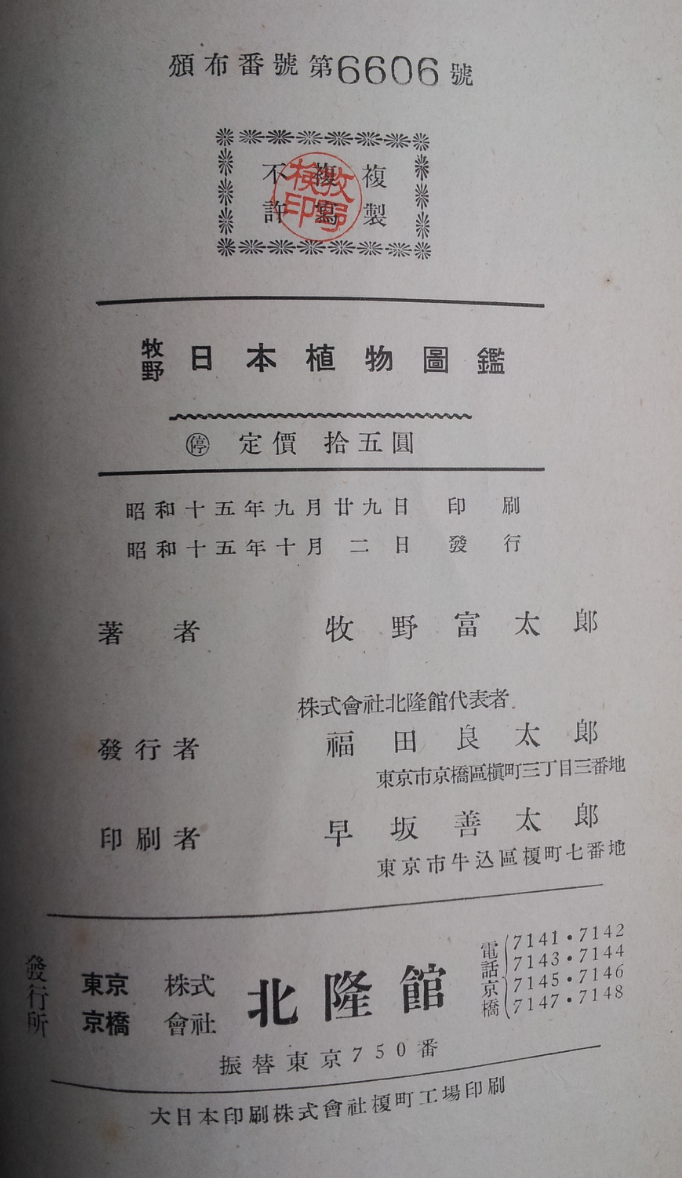 頒布番號第6606號
不許
複寫
複製
牧野検印
牧野 日本植物圖鑑
停 定價 拾五圓
昭和十五年九月廿九日 印刷
昭和十五年十月二日 發行
著者 牧野富太郎
株式會社北隆館代表者
發行者 福田良太郎
東京市京橋區槇町三丁目三番地
印刷者 早坂善太郎
東京市牛込區榎町七番地
發行所
東京京橋 株式會社 北隆館
電話京橋
7141・7142
7143・7144
7145・7146
7147・7148
振替東京750番
大日本印刷株式會社榎町工場印刷